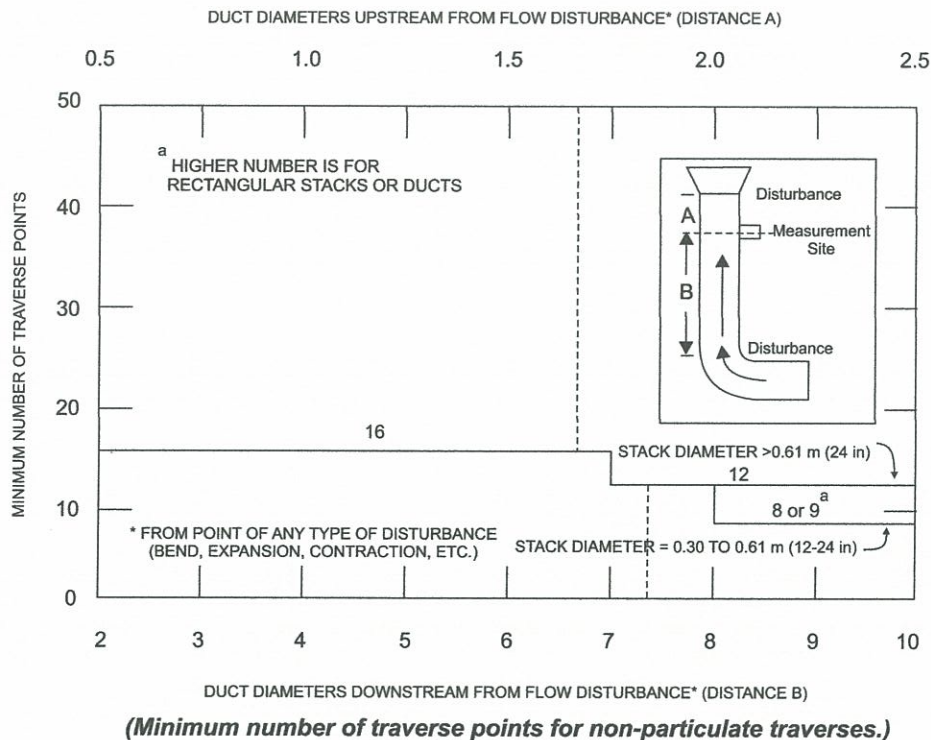 DUCT DIAMETERS UPSTREAM FROM FLOW DISTURBANCE* (DISTANCE A)
0.5 1.0 1.5 2.0 2.5
50
40
30
20
10
0
MINIMUM NUMBER OF TRAVERSE POINTS
a HIGHER NUMBER IS FOR
RECTANGULAR STACKS OR DUCTS
Disturbance
A
Measurement
Site
B
Disturbance
16
STACK DIAMETER >0.61 m (24 in)
12
8 or 9 a
* FROM POINT OF ANY TYPE OF DISTURBANCE
(BEND, EXPANSION, CONTRACTION, ETC.)
STACK DIAMETER = 0.30 TO 0.61 m (12-24 in)
2 3 4 5 6 7 8 9 10
DUCT DIAMETERS DOWNSTREAM FROM FLOW DISTURBANCE* (DISTANCE B)
(Minimum number of traverse points for non-particulate traverses.)